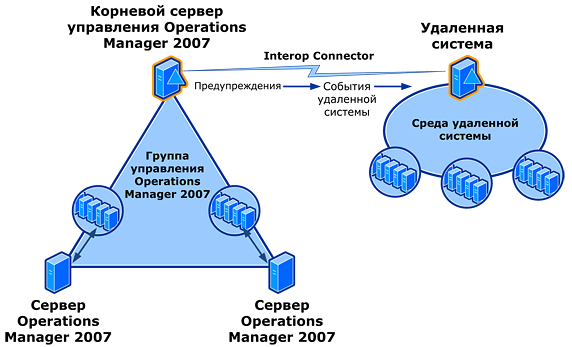 Корневой сервер
управления Operations
Manager 2007
Удаленная
система
Interop Connector
Предупреждения
События
удаленной
системы
Среда удаленной
системы
Группа
управления
Operations
Manager 2007
Сервер
Operations
Manager 2007
Сервер
Operations
Manager 2007